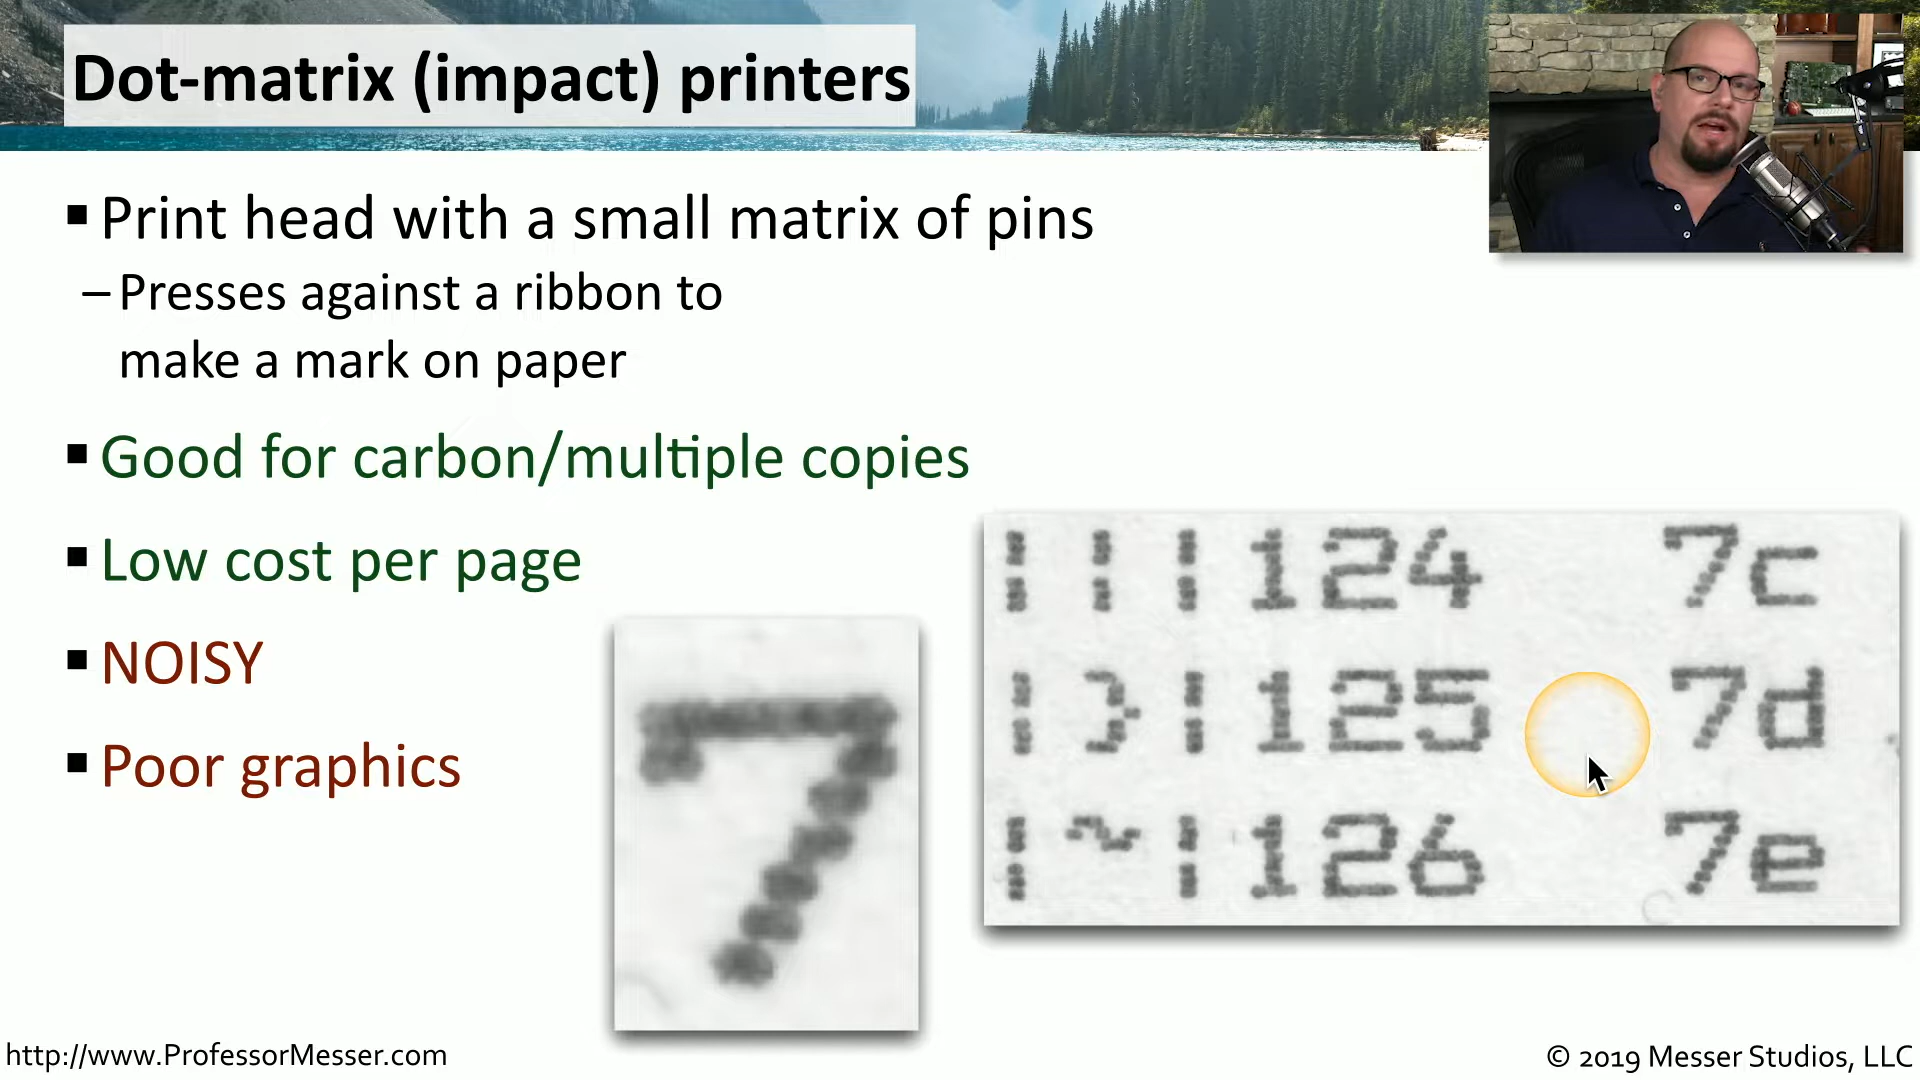 Dot-matrix (impact) printers
▪ Print head with a small matrix of pins
– Presses against a ribbon to
make a mark on paper
▪ Good for carbon/multiple copies
▪ Low cost per page
▪ NOISY
▪ Poor graphics
7
| | | 124 7c
| } | 125 7d
| ~ | 126 7e
http://www.ProfessorMesser.com
© 2019 Messer Studios, LLC